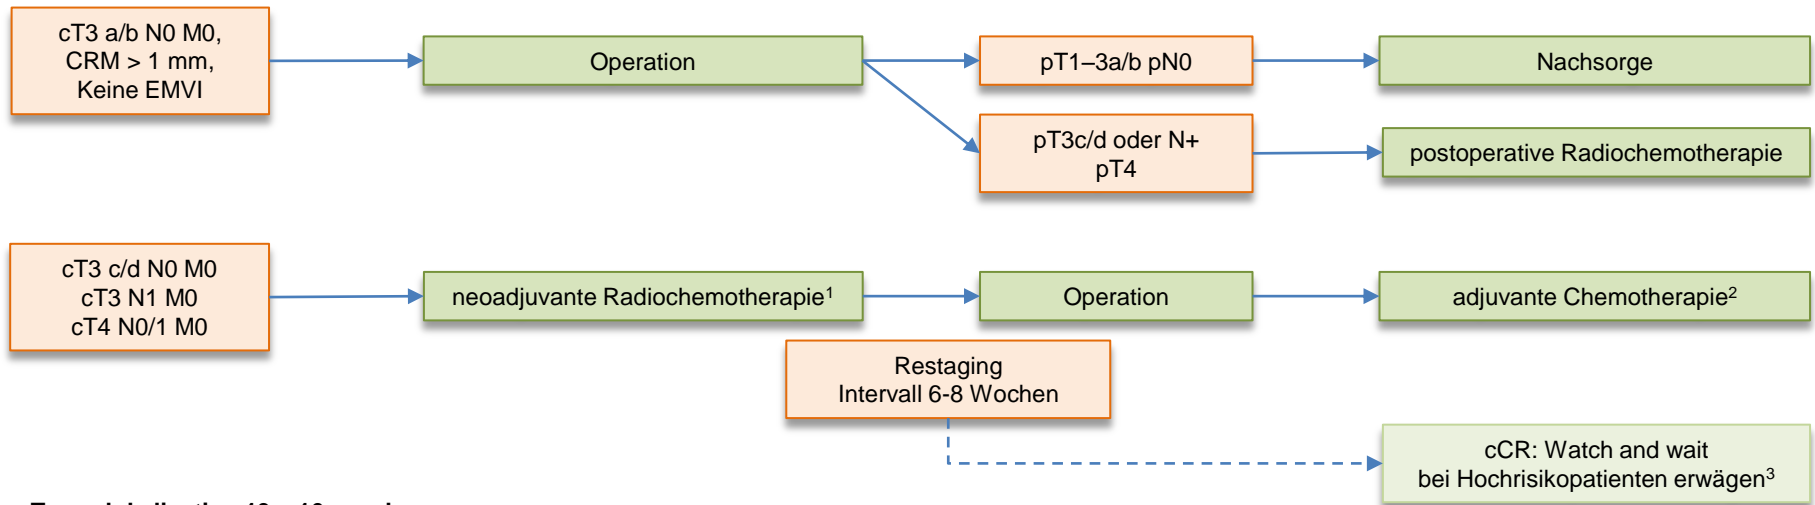 cT3 a/b N0 M0,
CRM > 1 mm,
Keine EMVI
Operation
pT1–3a/b pN0
Nachsorge
pT3c/d oder N+
pT4
postoperative Radiochemotherapie
cT3 c/d N0 M0
cT3 N1 M0
cT4 N0/1 M0
neoadjuvante Radiochemotherapie¹
Operation
adjuvante Chemotherapie²
Restaging
Intervall 6-8 Wochen
cCR: Watch and wait
bei Hochrisikopatienten erwägen³